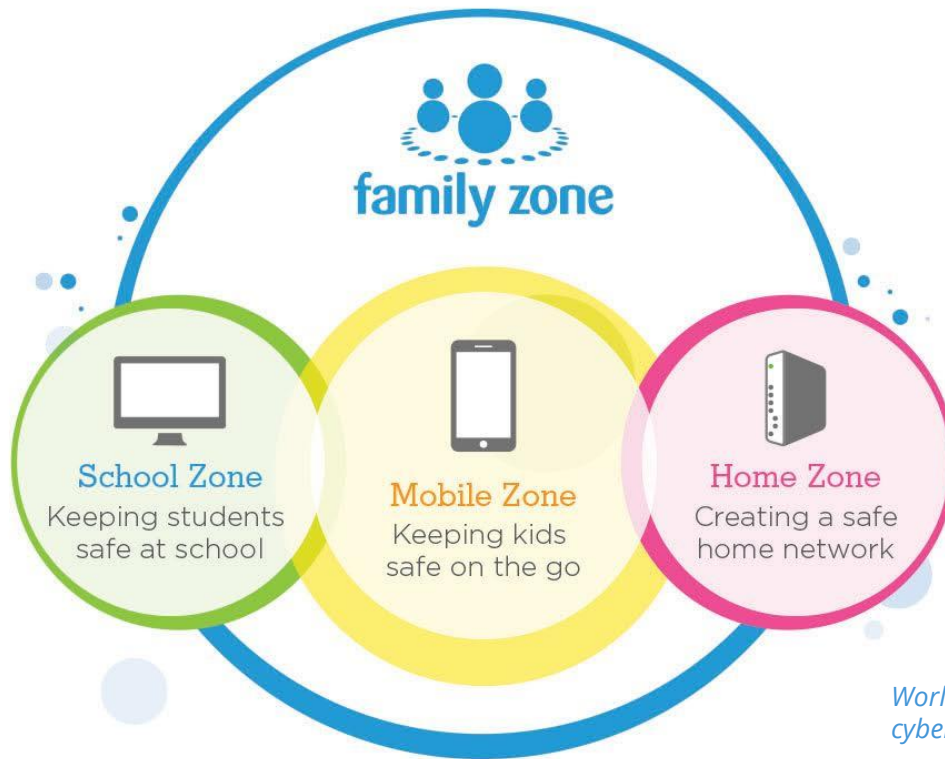 family zone
School Zone
Keeping students
safe at school
Mobile Zone
Keeping kids
safe on the go
Home Zone
Creating a safe
home network